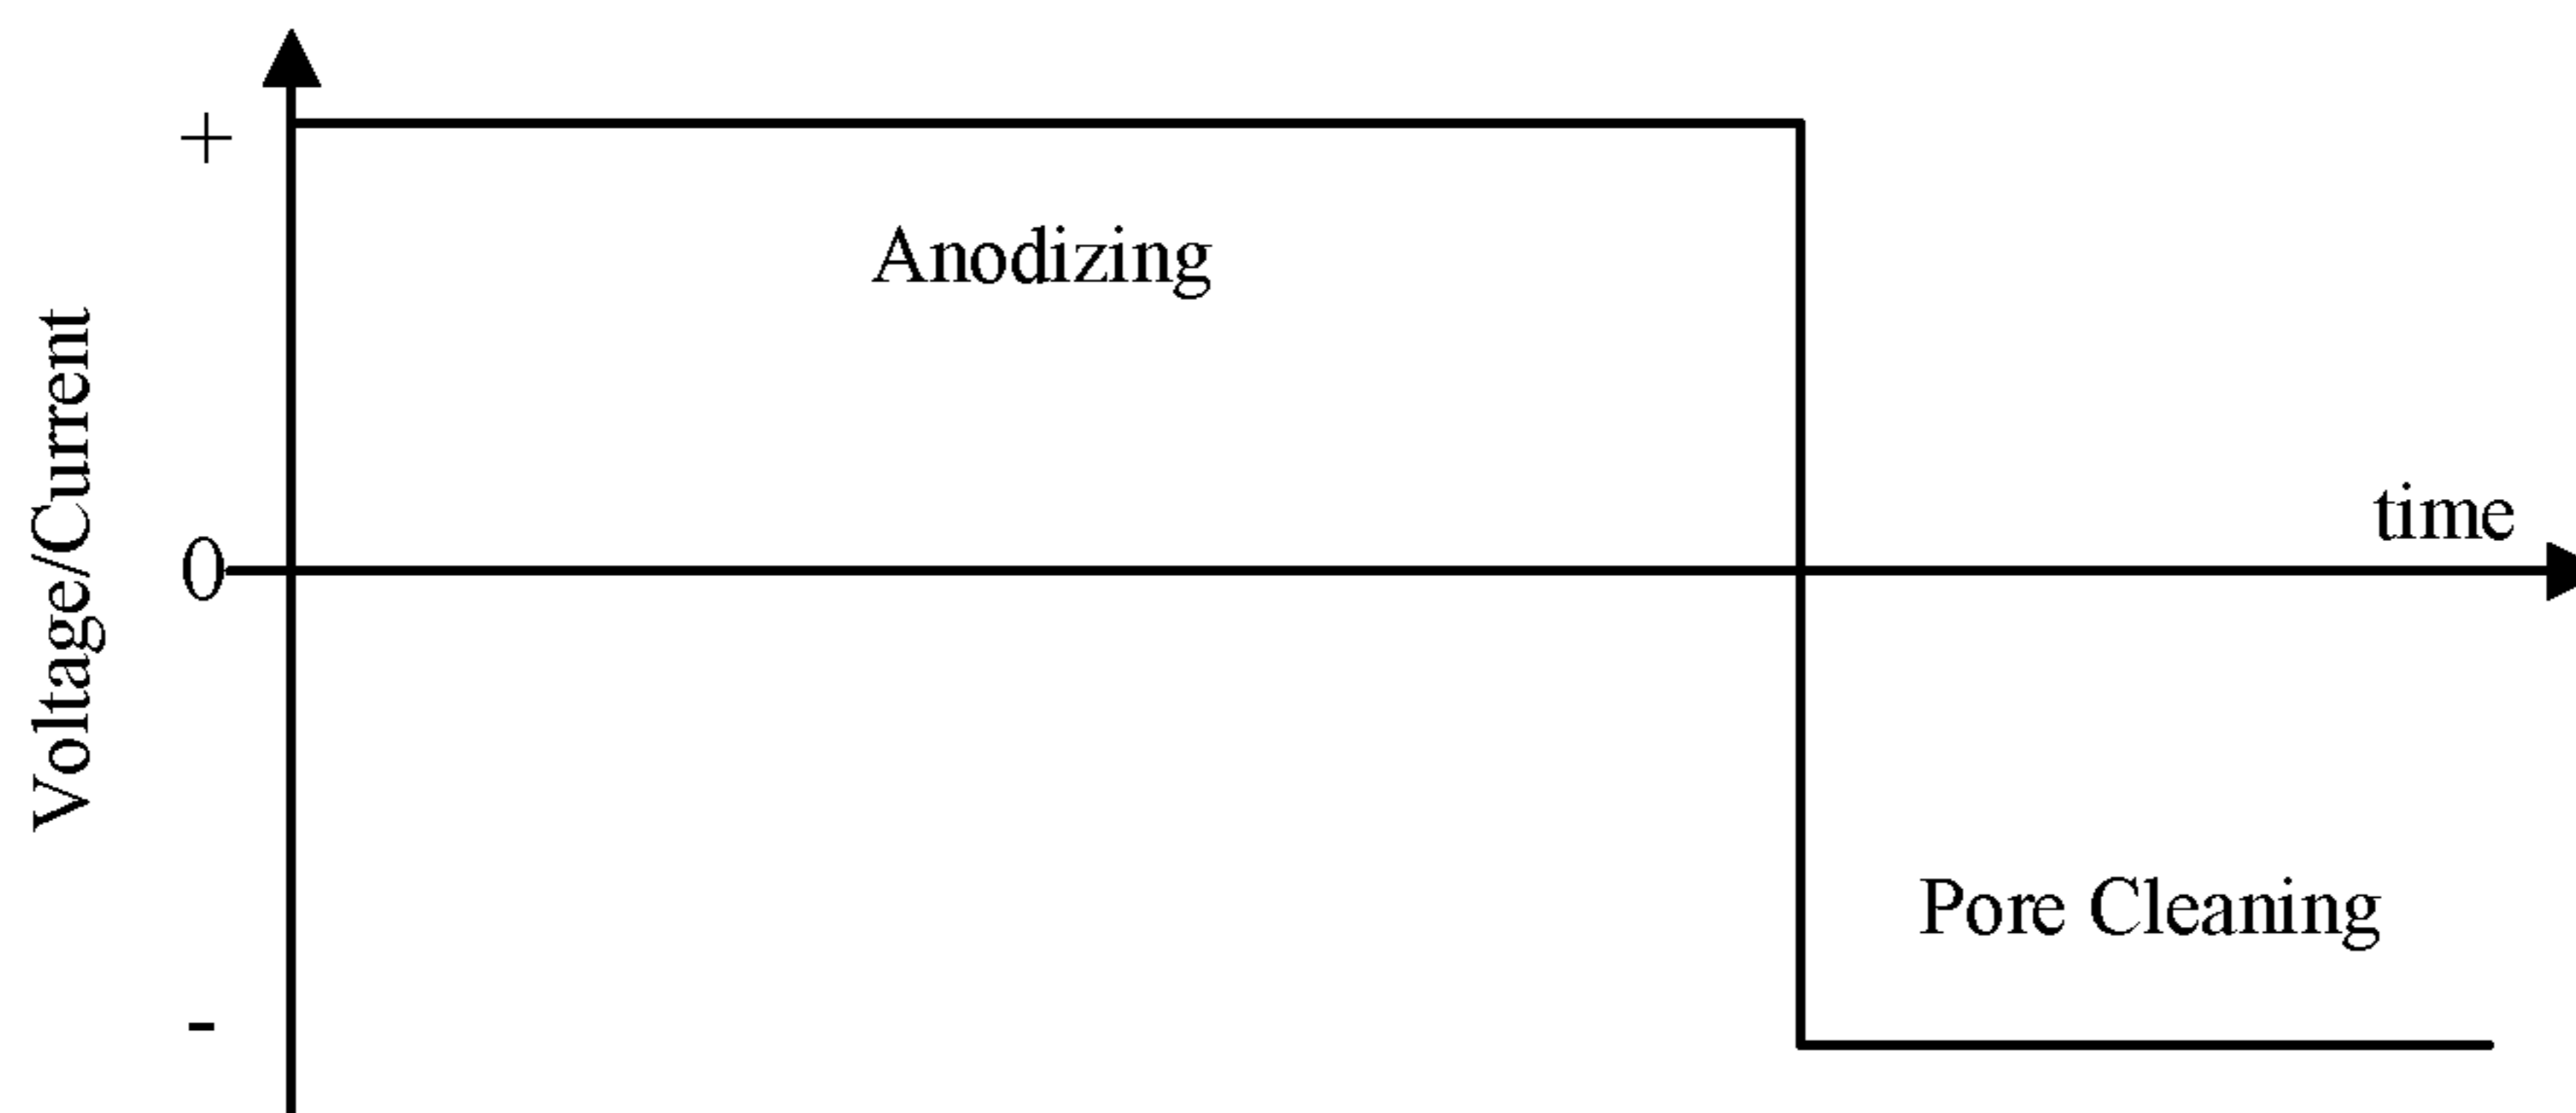 +
Anodizing
Voltage/Current
time
0
Pore Cleaning
-